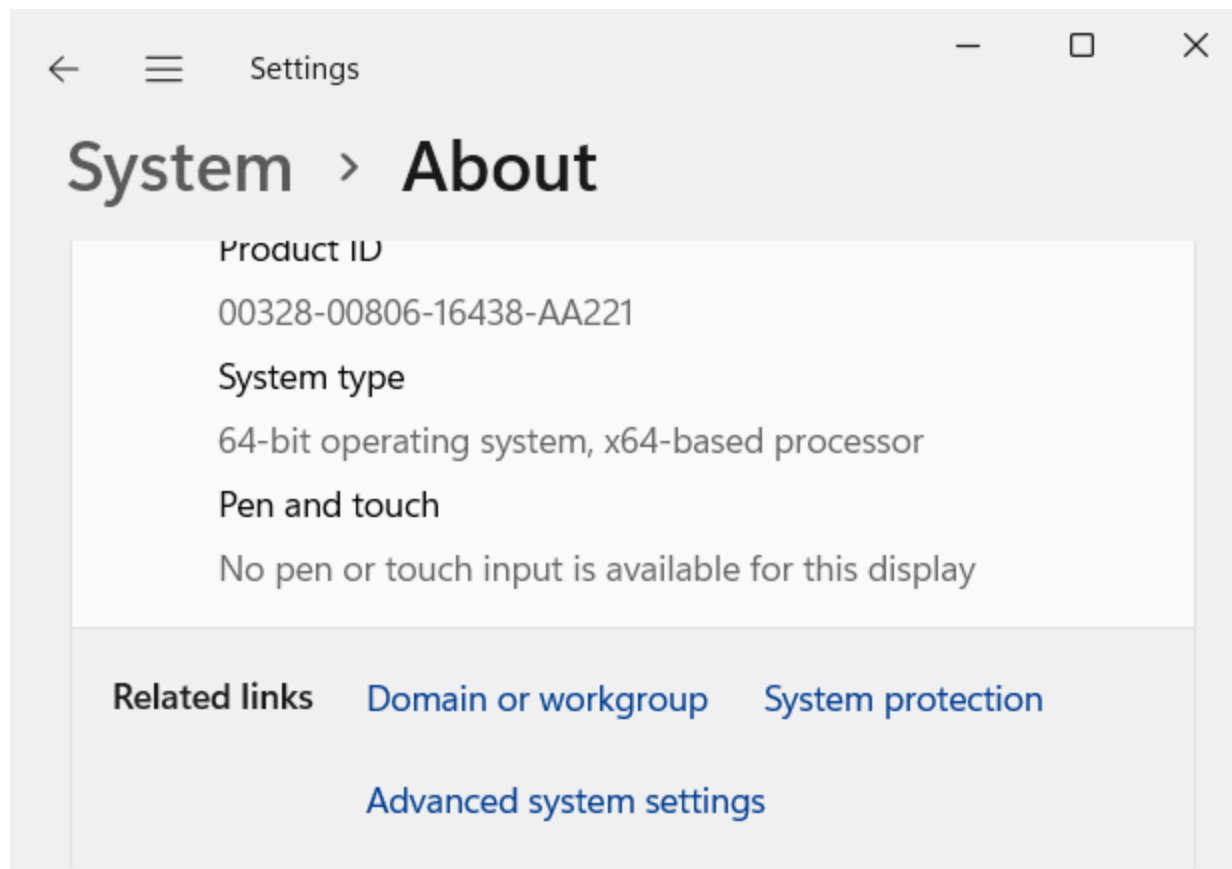 Settings
System > About
Product ID
00328-00806-16438-AA221
System type
64-bit operating system, x64-based processor
Pen and touch
No pen or touch input is available for this display
Related links Domain or workgroup System protection
Advanced system settings